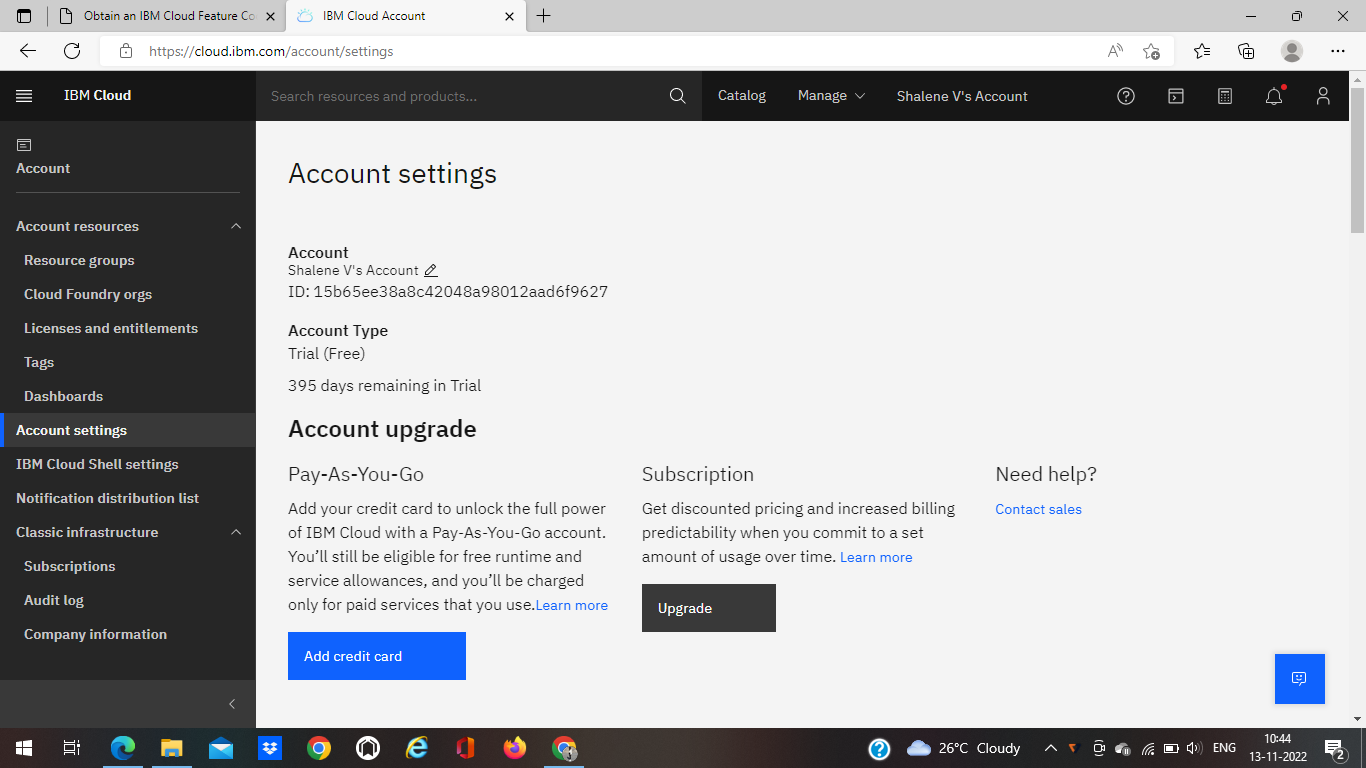 Obtain an IBM Cloud Feature Co
IBM Cloud Account
https://cloud.ibm.com/account/settings
IBM Cloud
Search resources and products...
Catalog
Manage
Shalene V's Account
Account
Account resources
Resource groups
Cloud Foundry orgs
Licenses and entitlements
Tags
Dashboards
Account settings
IBM Cloud Shell settings
Notification distribution list
Classic infrastructure
Subscriptions
Audit log
Company information
Account settings
Account
Shalene V's Account
ID: 15b65ee38a8c42048a98012aad6f9627
Account Type
Trial (Free)
395 days remaining in Trial
Account upgrade
Pay-As-You-Go
Add your credit card to unlock the full power
of IBM Cloud with a Pay-As-You-Go account.
You’ll still be eligible for free runtime and
service allowances, and you’ll be charged
only for paid services that you use.Learn more
Add credit card
Subscription
Get discounted pricing and increased billing
predictability when you commit to a set
amount of usage over time. Learn more
Upgrade
Need help?
Contact sales
26°C Cloudy
ENG
10:44
13-11-2022
2